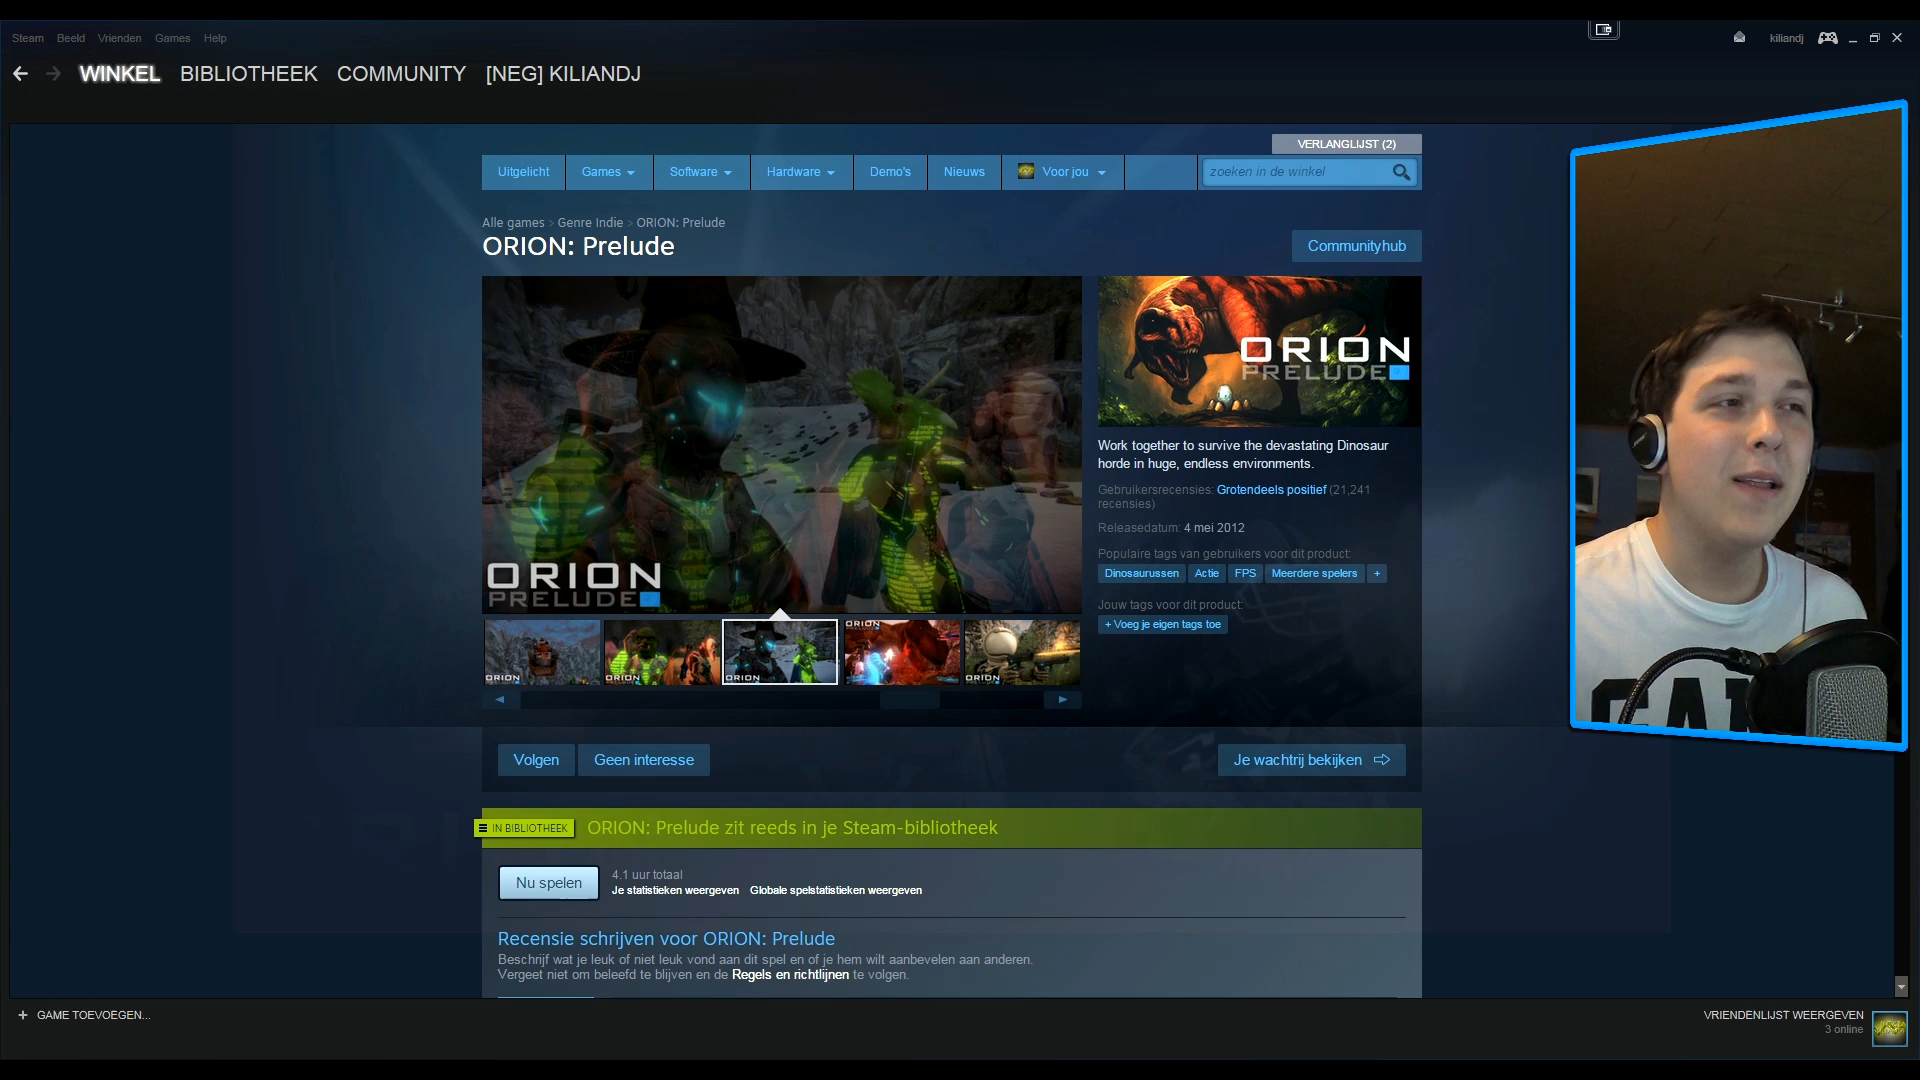 Steam Beeld Vrienden Games Help
kiliandj
WINKEL BIBLIOTHEEK COMMUNITY [NEG] KILIANDJ
VERLANGLIJST (2)
Uitgelicht Games Software Hardware Demo's Nieuws Voor jou zoeken in de winkel
Alle games > Genre Indie > ORION: Prelude
ORION: Prelude
Communityhub
ORION
PRELUDE
Work together to survive the devastating Dinosaur
horde in huge, endless environments.
Gebruikersrecensies: Grotendeels positief (21,241
recensies)
Releasedatum: 4 mei 2012
Populaire tags van gebruikers voor dit product:
Dinosaurussen Actie FPS Meerdere spelers +
Jouw tags voor dit product:
+ Voeg je eigen tags toe
ORION
PRELUDE
ORION
ORION
ORION
ORION
ORION
Volgen Geen interesse Je wachtrij bekijken
IN BIBLIOTHEEK ORION: Prelude zit reeds in je Steam-bibliotheek
Nu spelen
4.1 uur totaal
Je statistieken weergeven Globale spelstatistieken weergeven
Recensie schrijven voor ORION: Prelude
Beschrijf wat je leuk of niet leuk vond aan dit spel en of je hem wilt aanbevelen aan anderen.
Vergeet niet om beleefd te blijven en de Regels en richtlijnen te volgen.
+ GAME TOEVOEGEN...
VRIENDENLIJST WEERGEVEN
3 online